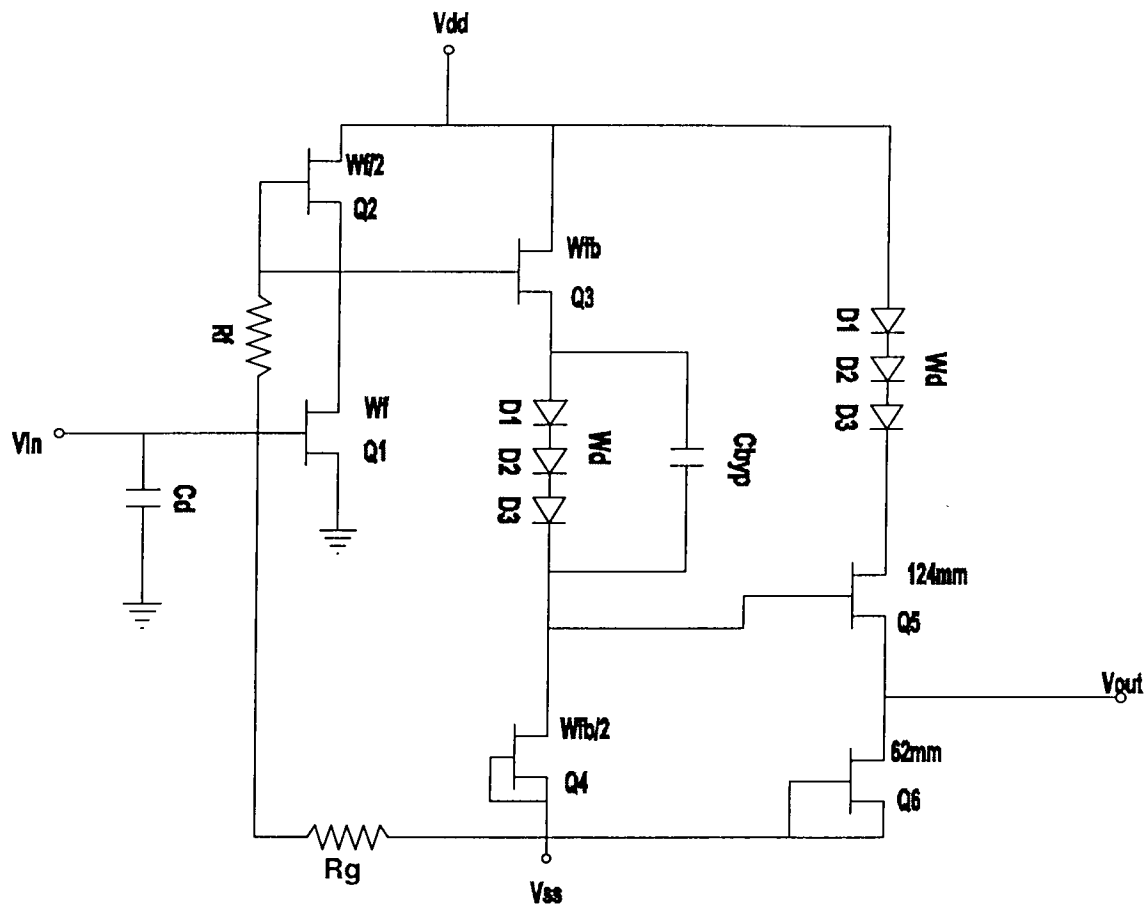 Vdd
Wf/2
Q2
Wfb
Q3
Rf
D1
D2
D3
Wd
Vin
Wf
Q1
Cd
D1
D2
D3
Wd
Cbyp
124mm
Q5
Vout
Wfb/2
Q4
62mm
Q6
Rg
Vss